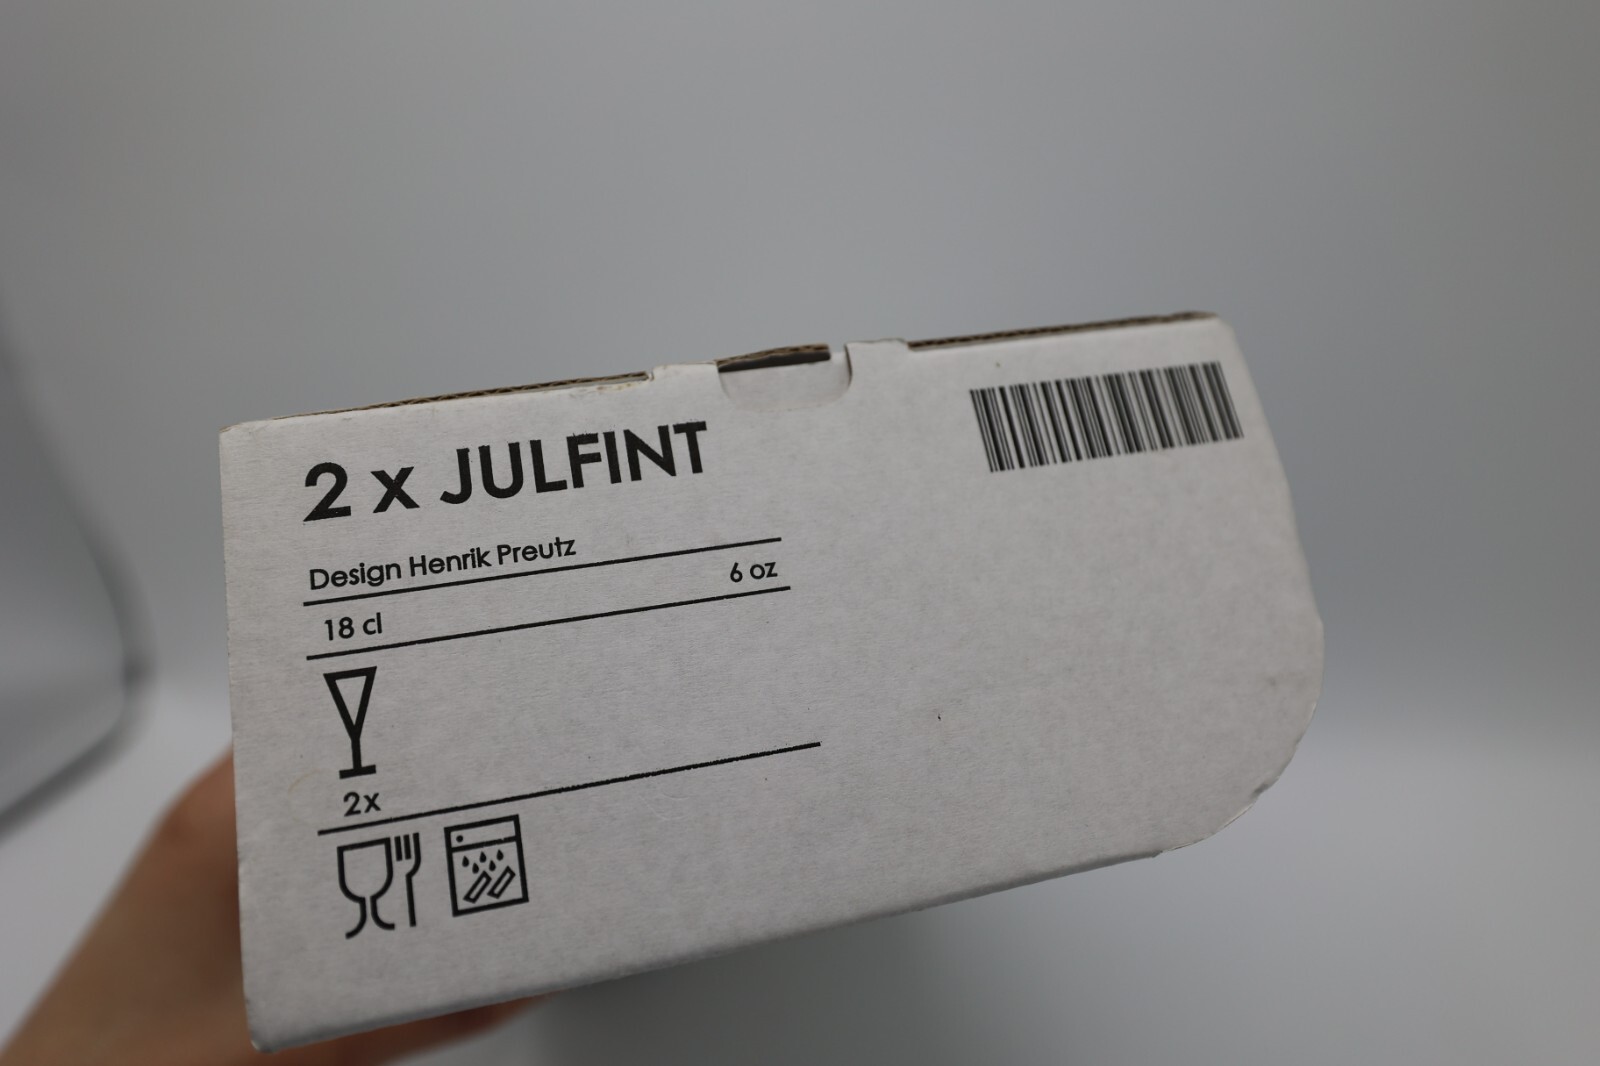 2 x JULFINT
Design Henrik Preutz
18 cl 6 oz
2x